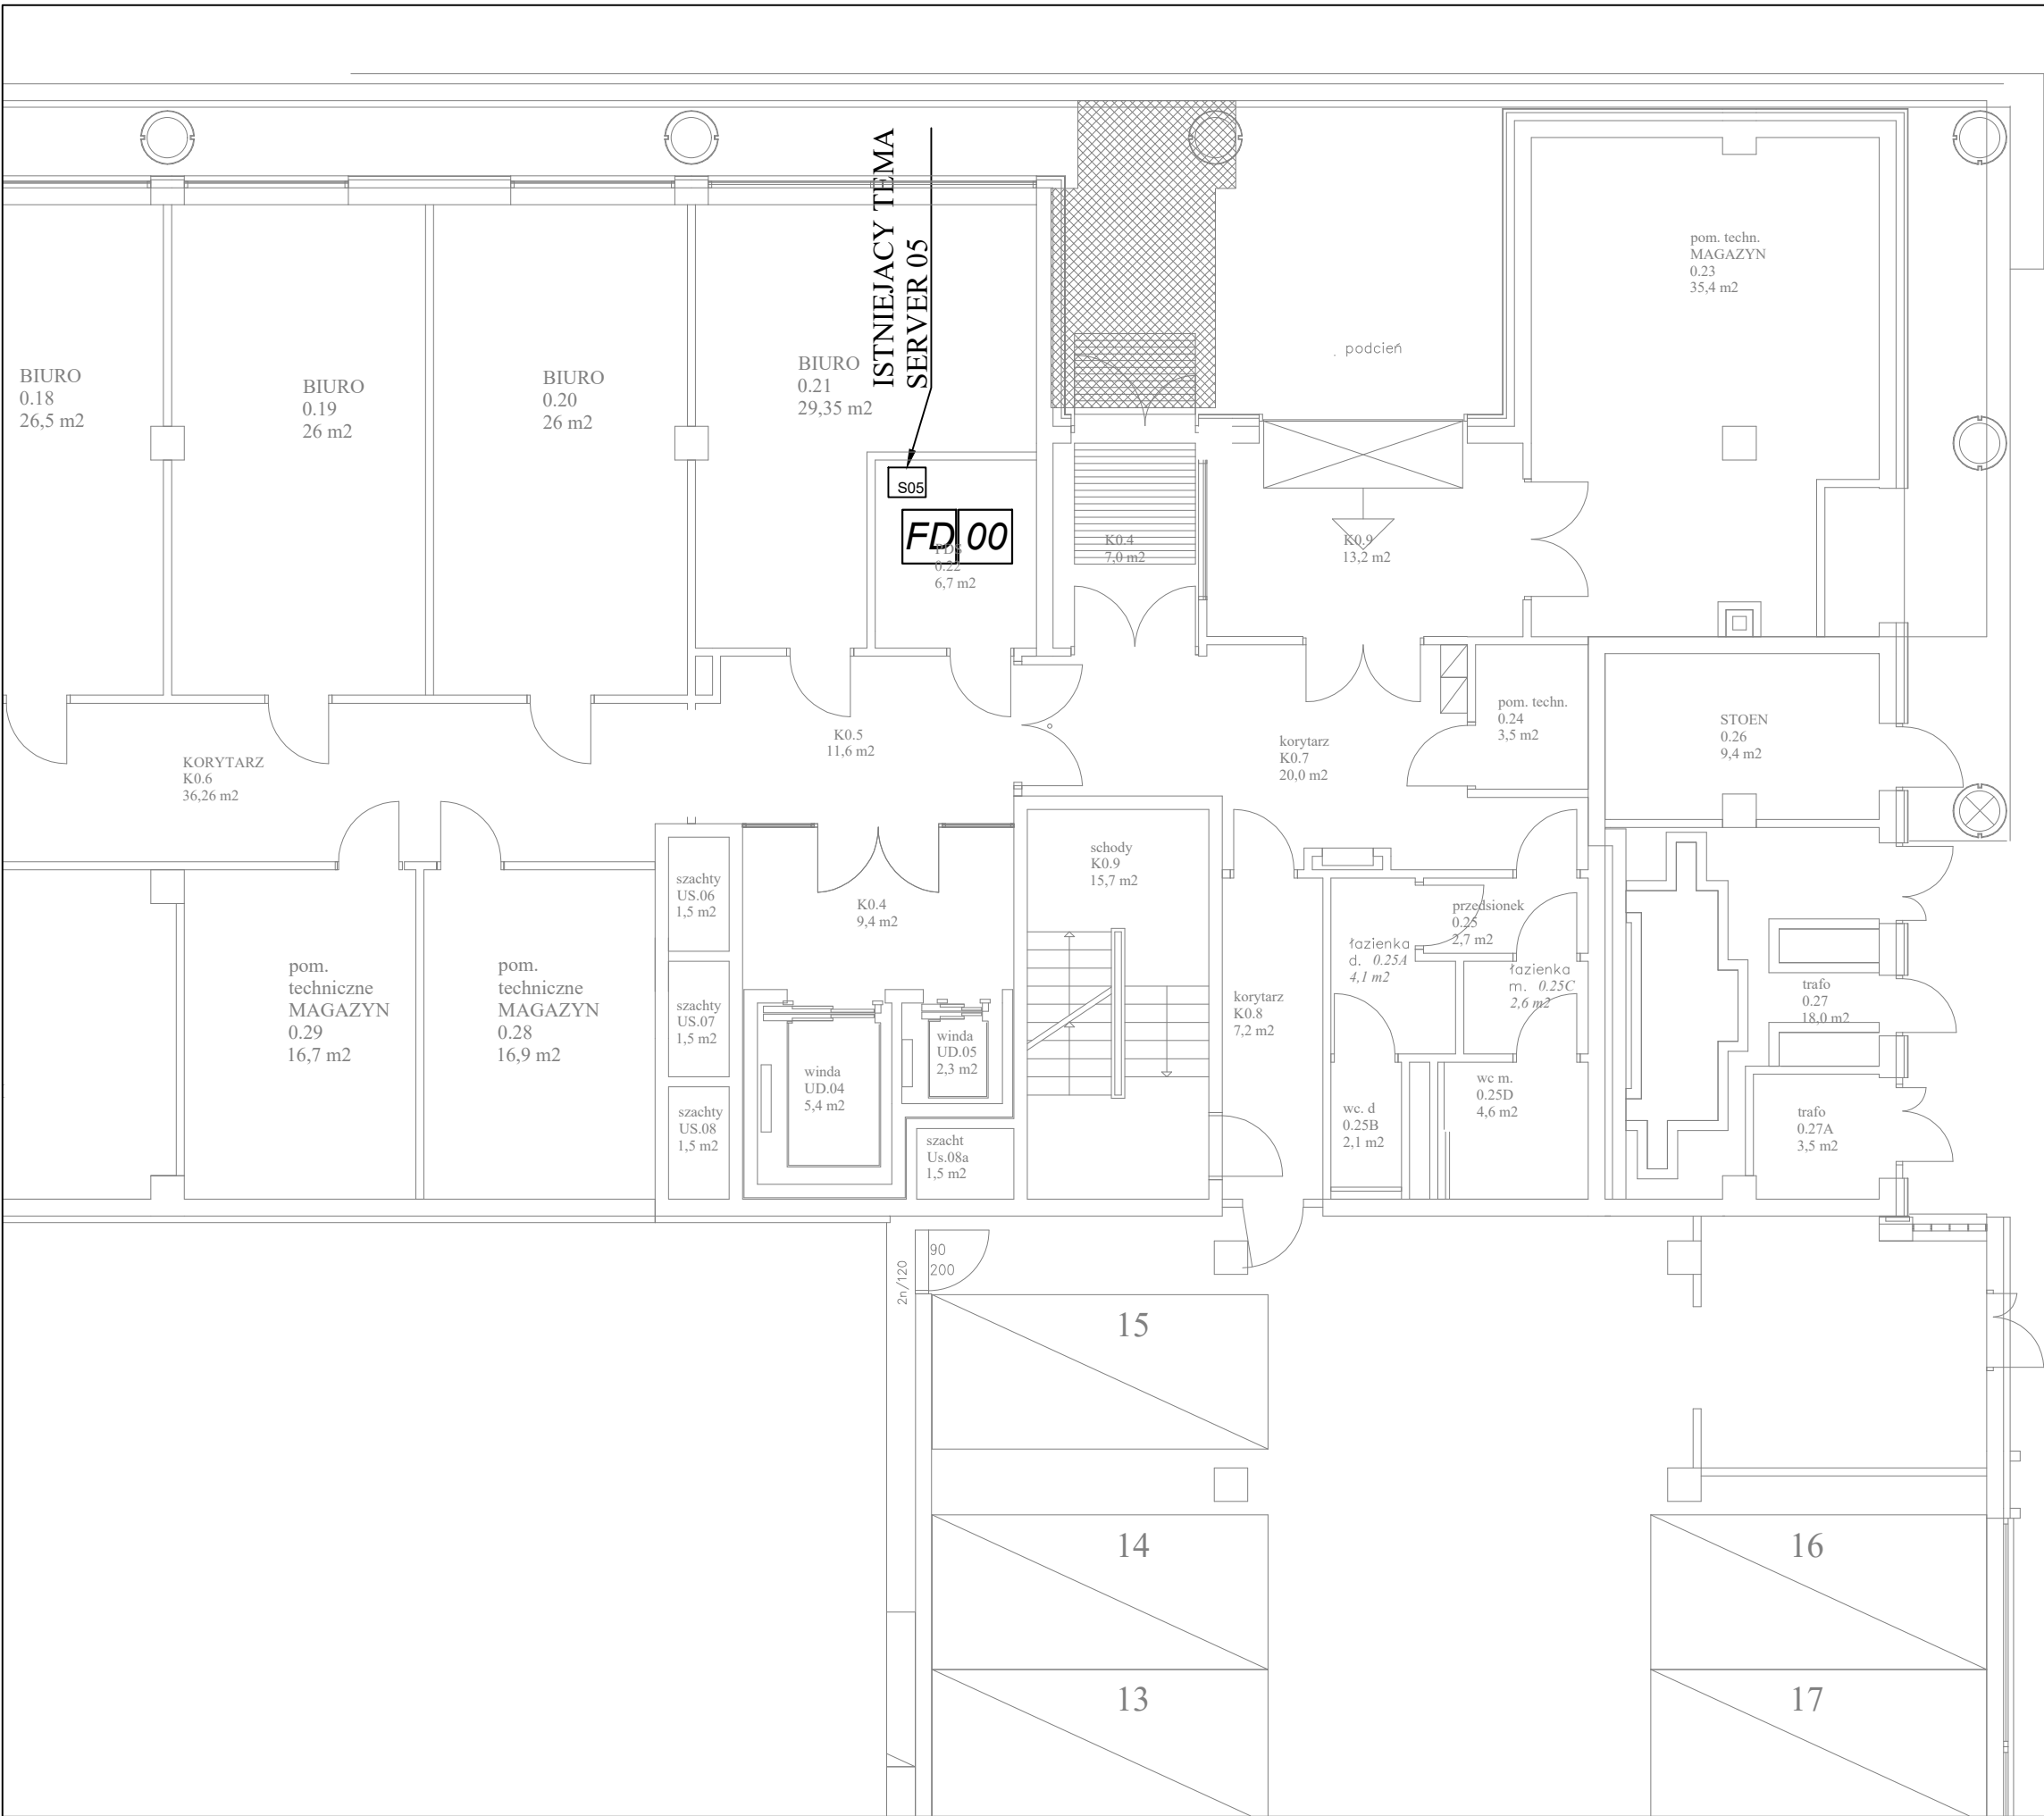 ISTNIEJACY TEMA
SERVER 05
BIURO
0.18
26,5 m2
BIURO
0.19
26 m2
BIURO
0.20
26 m2
BIURO
0.21
29,35 m2
S05
FD 00
0.22
6,7 m2
K0.4
7,0 m2
podcień
K0.9
13,2 m2
pom. techn.
MAGAZYN
0.23
35,4 m2
KORYTARZ
K0.6
36,26 m2
K0.5
11,6 m2
korytarz
K0.7
20,0 m2
pom. techn.
0.24
3,5 m2
STOEN
0.26
9,4 m2
pom.
techniczne
MAGAZYN
0.29
16,7 m2
pom.
techniczne
MAGAZYN
0.28
16,9 m2
szachty
US.06
1,5 m2
szachty
US.07
1,5 m2
szachty
US.08
1,5 m2
K0.4
9,4 m2
winda
UD.04
5,4 m2
winda
UD.05
2,3 m2
szacht
Us.08a
1,5 m2
schody
K0.9
15,7 m2
korytarz
K0.8
7,2 m2
przedsionek
0.25
2,7 m2
łazienka
d. 0.25A
4,1 m2
łazienka
m. 0.25C
2,6 m2
wc. d
0.25B
2,1 m2
wc m.
0.25D
4,6 m2
trafo
0.27
18,0 m2
trafo
0.27A
3,5 m2
90
200
2n/120
15
14
13
16
17